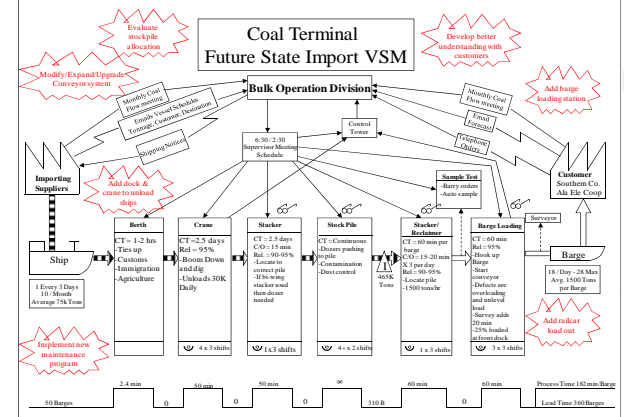 Coal Terminal
Future State Import VSM
Evaluate
stockpile
allocation
Modify/Expand/Upgrade
Conveyor system
Develop better
understanding with
customers
Add barge
loading station
Bulk Operation Division
Monthly Coal
Flow meeting
Emails Vessel Schedules
Tonnage, Customer, Destination
Shipping Notices
Monthly Coal
Flow meeting
Email
Forecast
Telephone
Orders
Control
Tower
6:30 / 2:30
Supervisor Meeting
Schedule
Importing
Suppliers
Add dock &
crane to unload
ships
Sample Test
-Barry orders
-Auto sample
Customer
Southern Co.
Ala Ele Coop
Surveyor
Ship
1 Every 3 Days
10 / Month
Average 75k Tons
Berth
CT = 1-2 hrs
-Ties up
-Customs
-Immigration
-Agriculture
Crane
CT =2.5 days
Rel = 95%
-Boom Down
and dig
-Unloads 30K
Daily
4 x 3 shifts
Stacker
CT = 2.5 days
C/O = 15 min
Rel = 90-95%
-Locate to
correct pile
-If bi-wing
stacker used
then dozer
needed
1x3 shifts
Stock Pile
CT =Continuous
-Dozers pushing
to pile
-Contamination
-Dust control
4 ÷ x 2 shifts
I
465K
Tons
Stacker/
Reclaimer
CT = 60 min per
barge
C/O = 15-20 min
X 3 per day
Rel = 90-95%
-Locate pile
-1500 tons/hr
1 x 3 shifts
Barge Loading
CT = 60 min
Rel = 95%
-Hook up
Barge
-Start
conveyor
-Defects are
overloading
and unlevel
load
-Survey adds
20 min
-25% loaded
at front dock
3 x 3 shifts
Barge
18 / Day - 28 Max
Avg. 1500 Tons
per Barge
Add railcar
load out
Implement new
maintenance
program
2.4 min
50 min
50 min
∞
60 min
60 min
Process Time 182 min/Barge
50 Barges
0
0
0
310 B
0
Lead Time 360 Barges